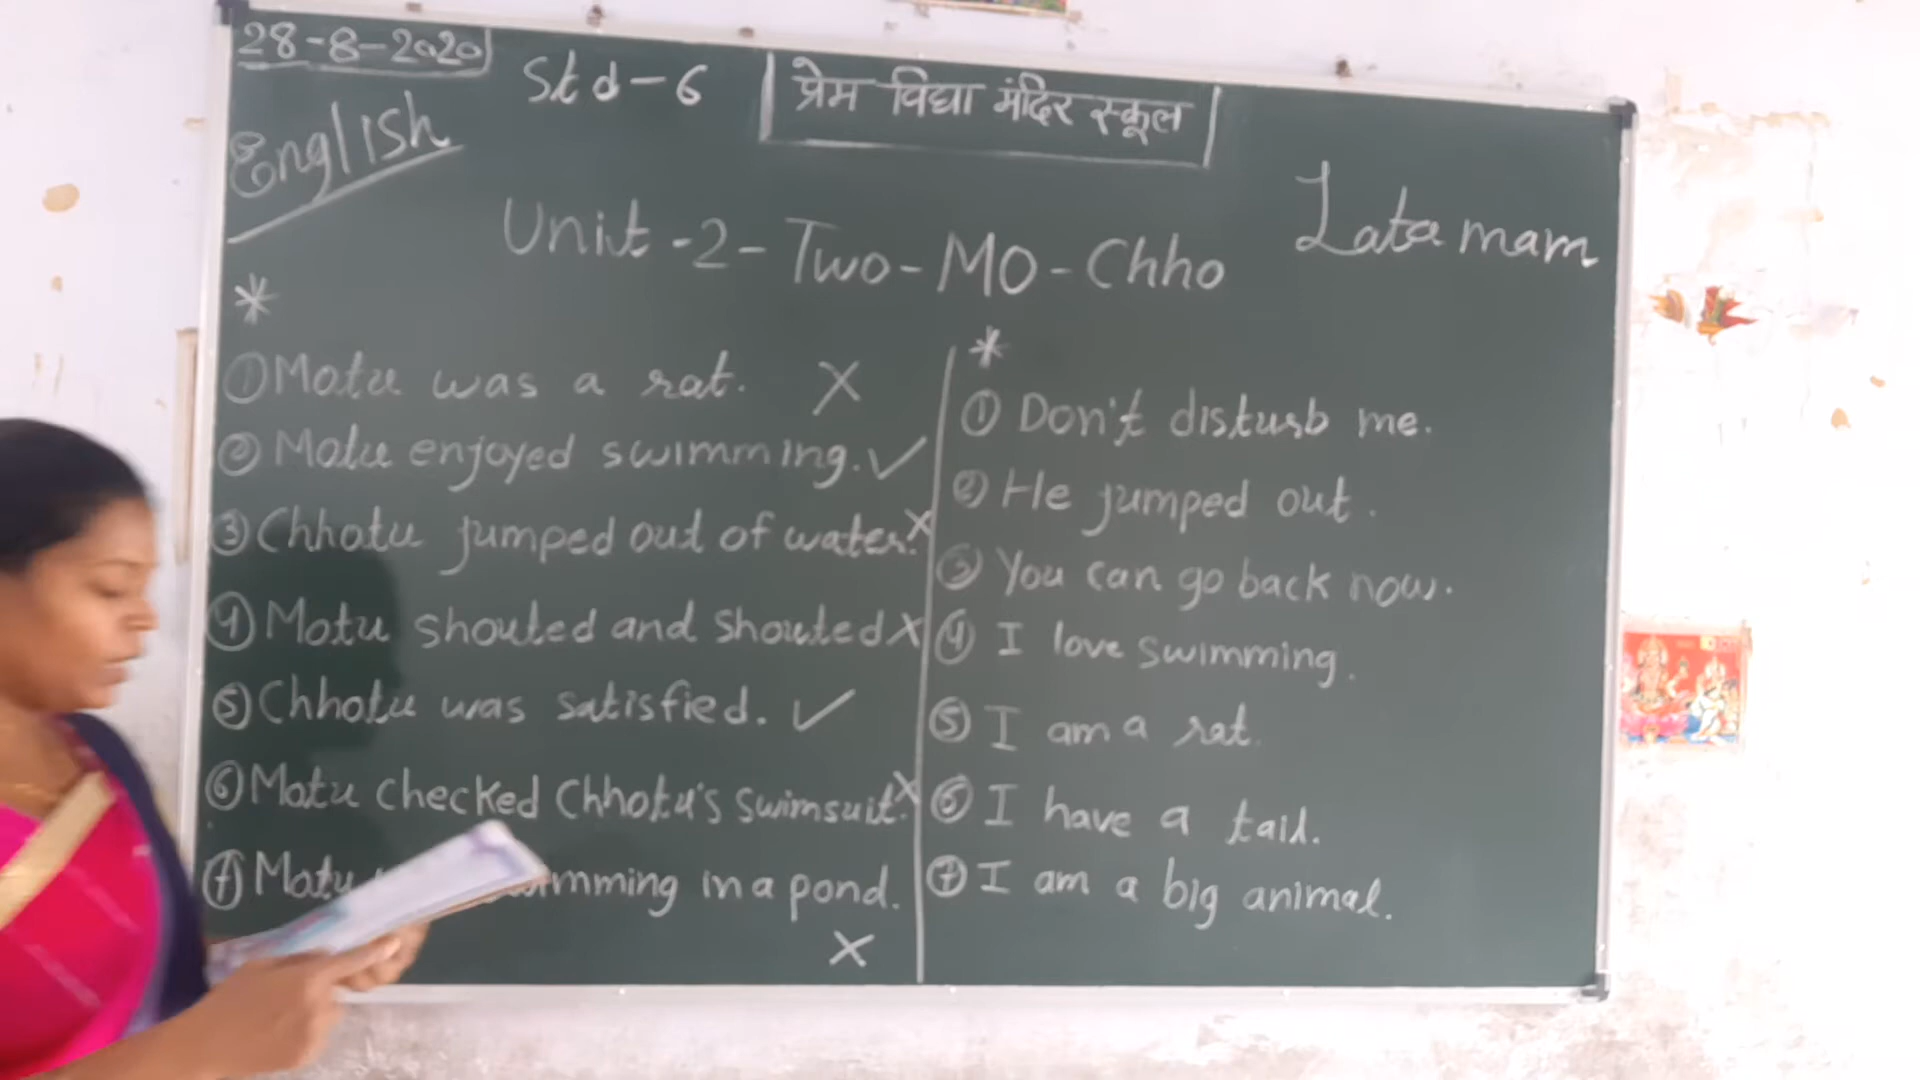 28-8-2020
Std-6
प्रेम विद्या मंदिर स्कूल
English
Lata mam
Unit-2-Two-MO-Chho
*
① Motu was a rat. X
② Motu enjoyed swimming. ✓
③ Chhotu jumped out of water. X
④ Motu shouted and shouted X
⑤ Chhotu was satisfied. ✓
⑥ Motu checked Chhotu's swimsuit. X
⑦ Motu swimming in a pond.
X
*
① Don't disturb me.
② He jumped out.
③ You can go back now.
④ I love swimming.
⑤ I am a rat.
⑥ I have a tail.
⑦ I am a big animal.